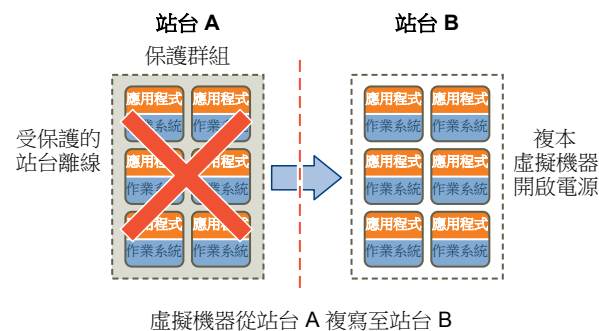 站台 A
站台 B
保護群組
應用程式 應用程式
作業系統 作業系統
應用程式 應用程式
作業系統 作業系統
應用程式 應用程式
作業系統 作業系統
受保護的
站台離線
應用程式 應用程式
作業系統 作業系統
應用程式 應用程式
作業系統 作業系統
應用程式 應用程式
作業系統 作業系統
複本
虛擬機器
開啟電源
虛擬機器從站台 A 複寫至站台 B